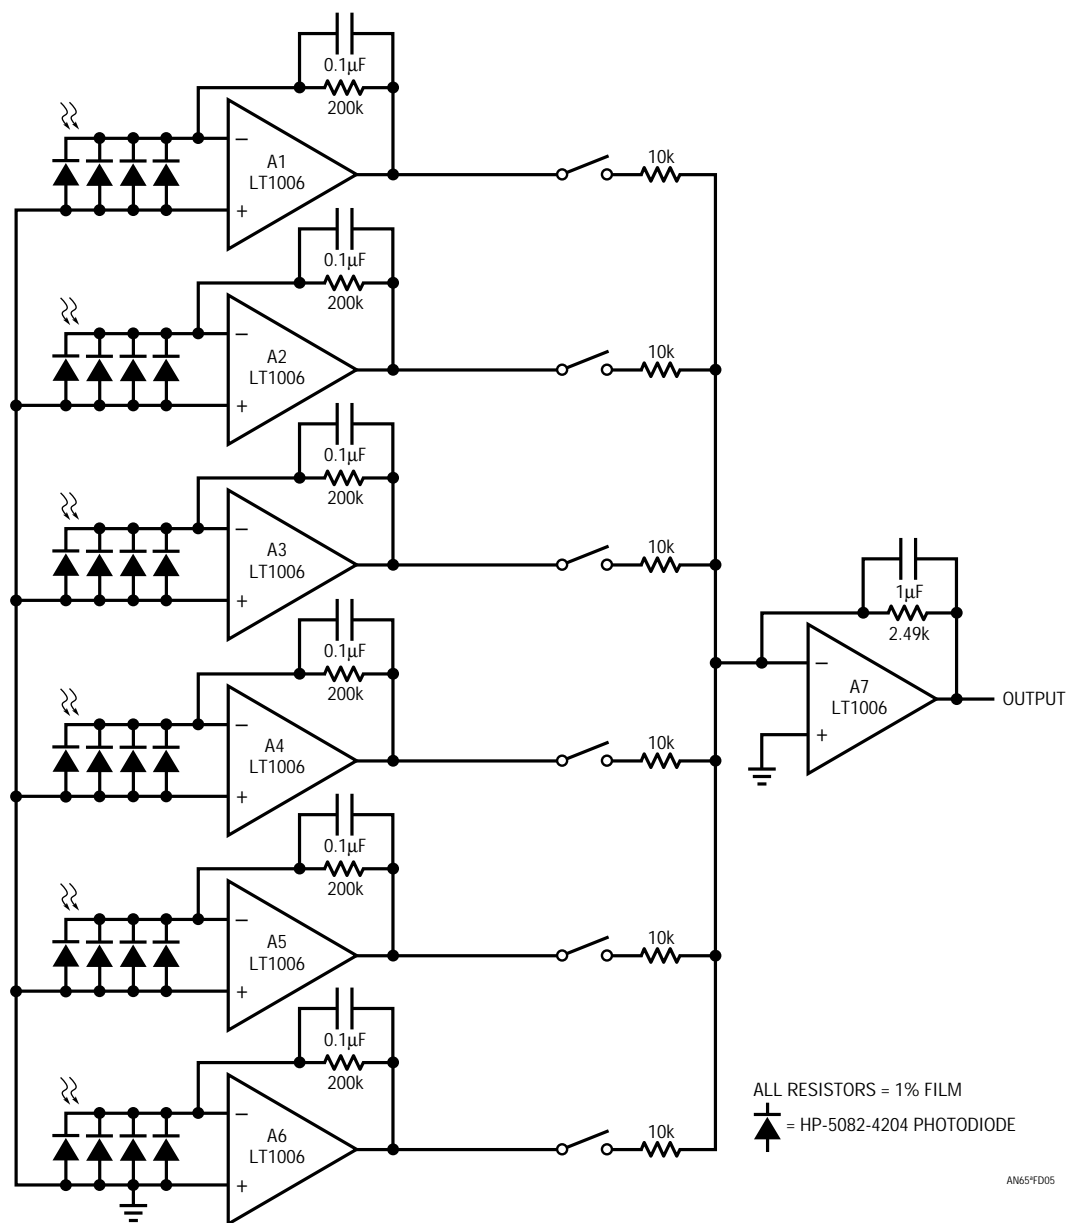 0.1µF
200k
−
A1
LT1006
+
10k
0.1µF
200k
−
A2
LT1006
+
10k
0.1µF
200k
−
A3
LT1006
+
10k
0.1µF
200k
−
A4
LT1006
+
10k
0.1µF
200k
−
A5
LT1006
+
10k
0.1µF
200k
−
A6
LT1006
+
10k
1µF
2.49k
−
A7
LT1006
+
OUTPUT
ALL RESISTORS = 1% FILM
= HP-5082-4204 PHOTODIODE
AN65•FD05